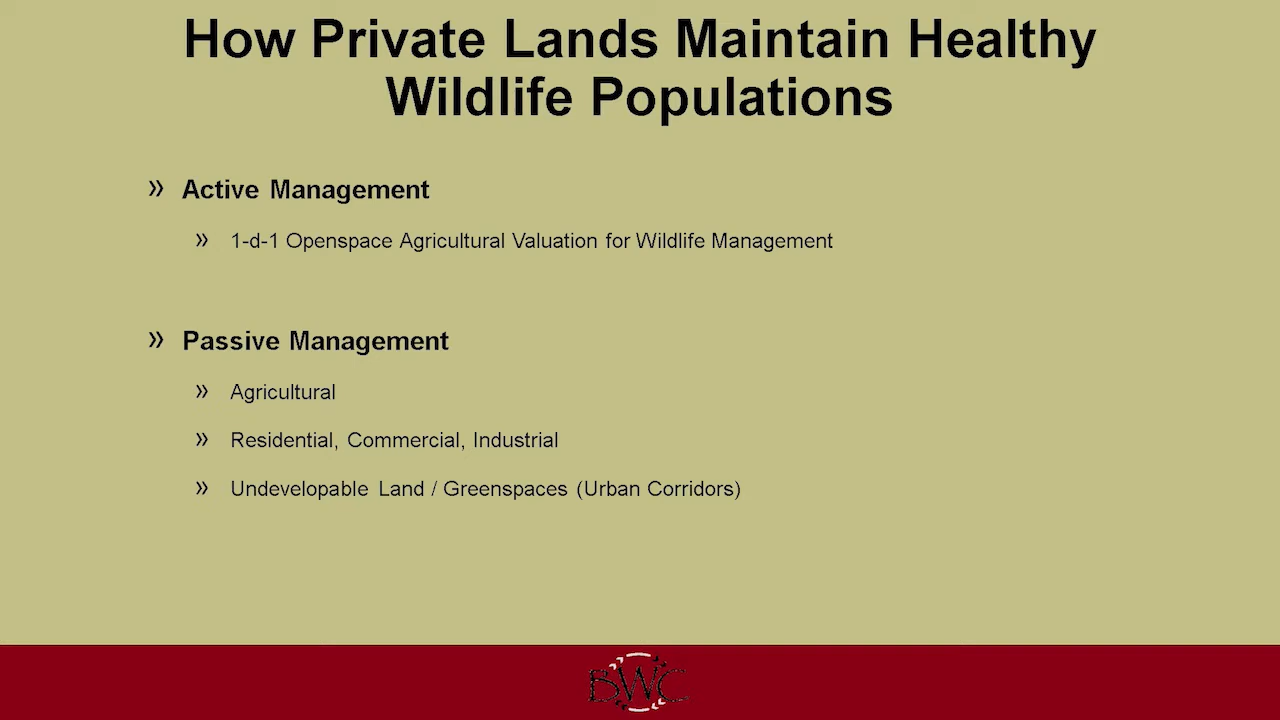 How Private Lands Maintain Healthy
Wildlife Populations
» Active Management
» 1-d-1 Openspace Agricultural Valuation for Wildlife Management
» Passive Management
» Agricultural
» Residential, Commercial, Industrial
» Undevelopable Land / Greenspaces (Urban Corridors)
BWC